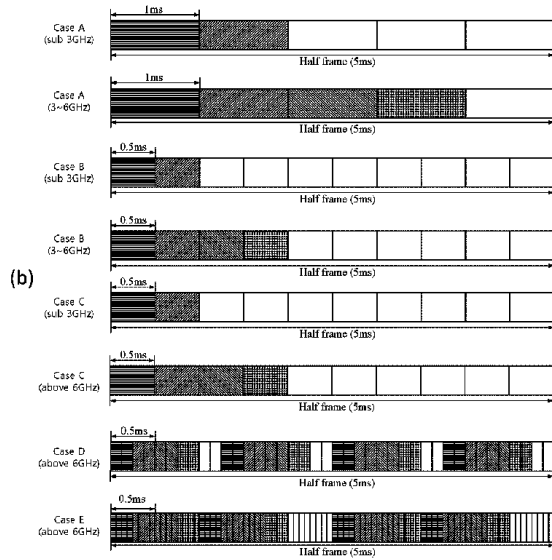 1ms
Case A
(sub 3GHz)
Half frame (5ms)
1ms
Case A
(3~6GHz)
Half frame (5ms)
0.5ms
Case B
(sub 3GHz)
Half frame (5ms)
0.5ms
Case B
(3~6GHz)
Half frame (5ms)
(b)
0.5ms
Case C
(sub 3GHz)
Half frame (5ms)
0.5ms
Case C
(above 6GHz)
Half frame (5ms)
0.5ms
Case D
(above 6GHz)
Half frame (5ms)
0.5ms
Case E
(above 6GHz)
Half frame (5ms)